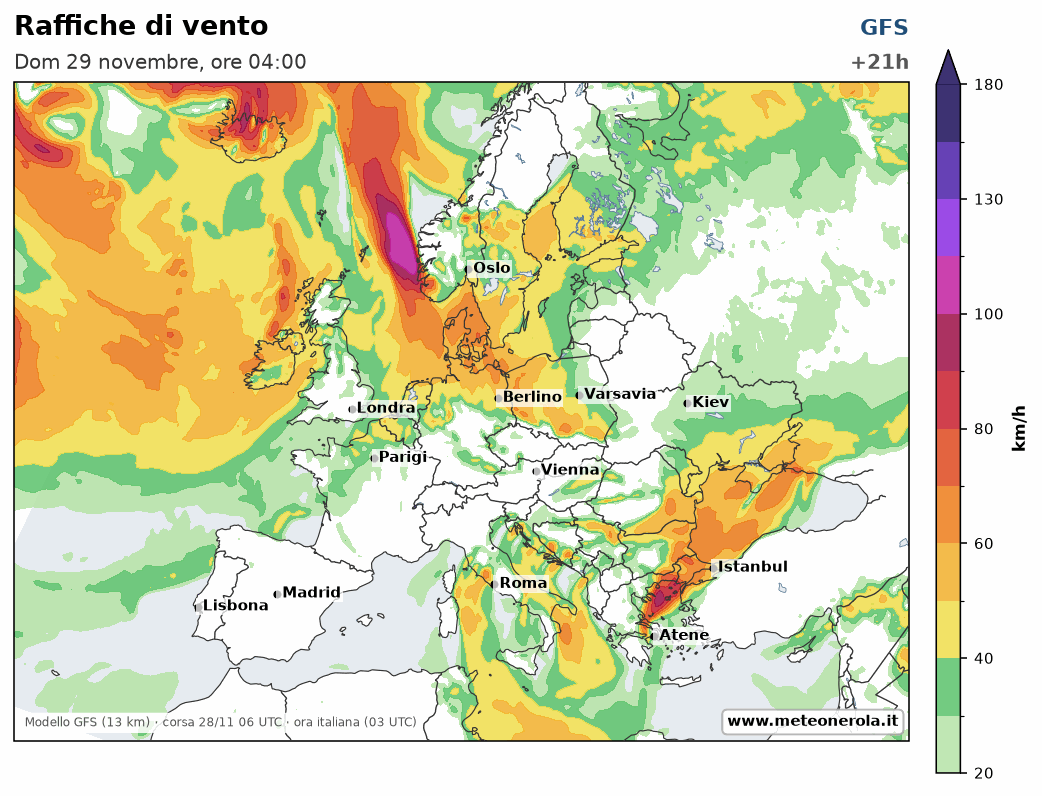 Raffiche di vento
GFS
Dom 29 novembre, ore 04:00
+21h
180
130
100
80
60
40
20
km/h
Oslo
Berlino
Varsavia
Kiev
Londra
Parigi
Vienna
Istanbul
Roma
Madrid
Lisbona
Atene
Modello GFS (13 km) · corsa 28/11 06 UTC · ora italiana (03 UTC)
www.meteonerola.it